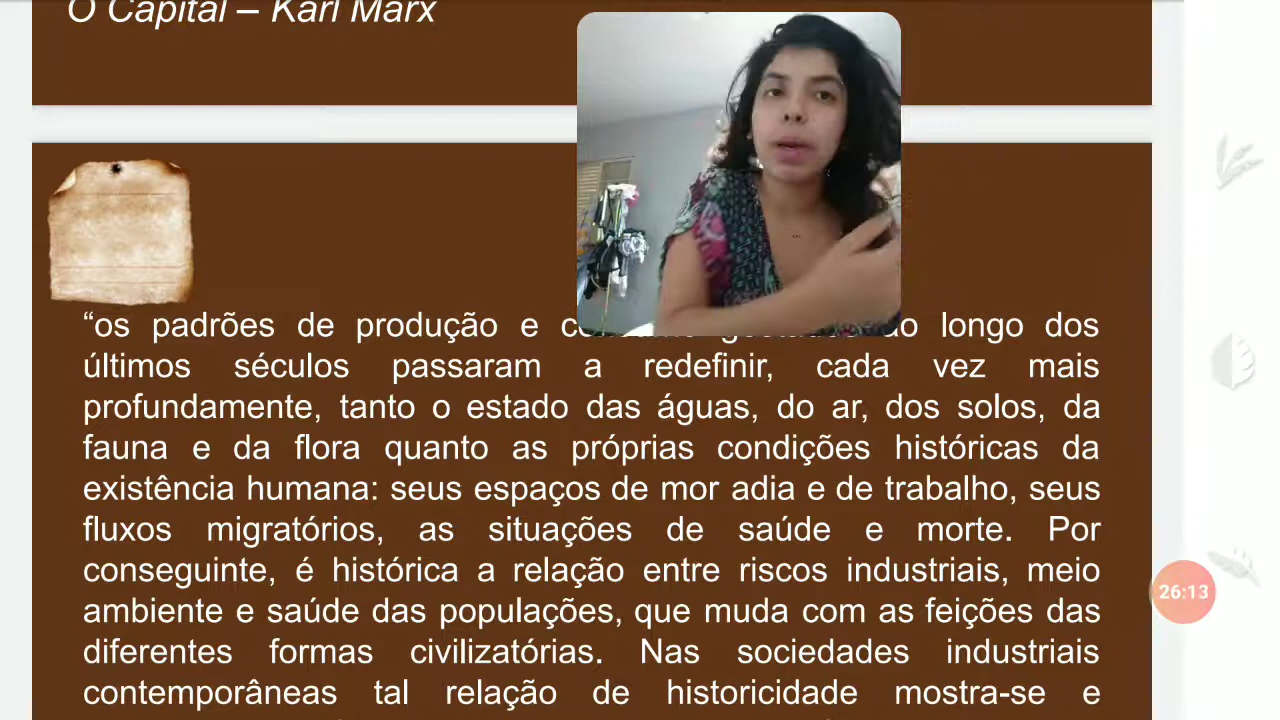 O Capital – Karl Marx
“os padrões de produção e ao longo dos
últimos séculos passaram a redefinir, cada vez mais
profundamente, tanto o estado das águas, do ar, dos solos, da
fauna e da flora quanto as próprias condições históricas da
existência humana: seus espaços de mor adia e de trabalho, seus
fluxos migratórios, as situações de saúde e morte. Por
conseguinte, é histórica a relação entre riscos industriais, meio
ambiente e saúde das populações, que muda com as feições das
diferentes formas civilizatórias. Nas sociedades industriais
contemporâneas tal relação de historicidade mostra-se e
26:13